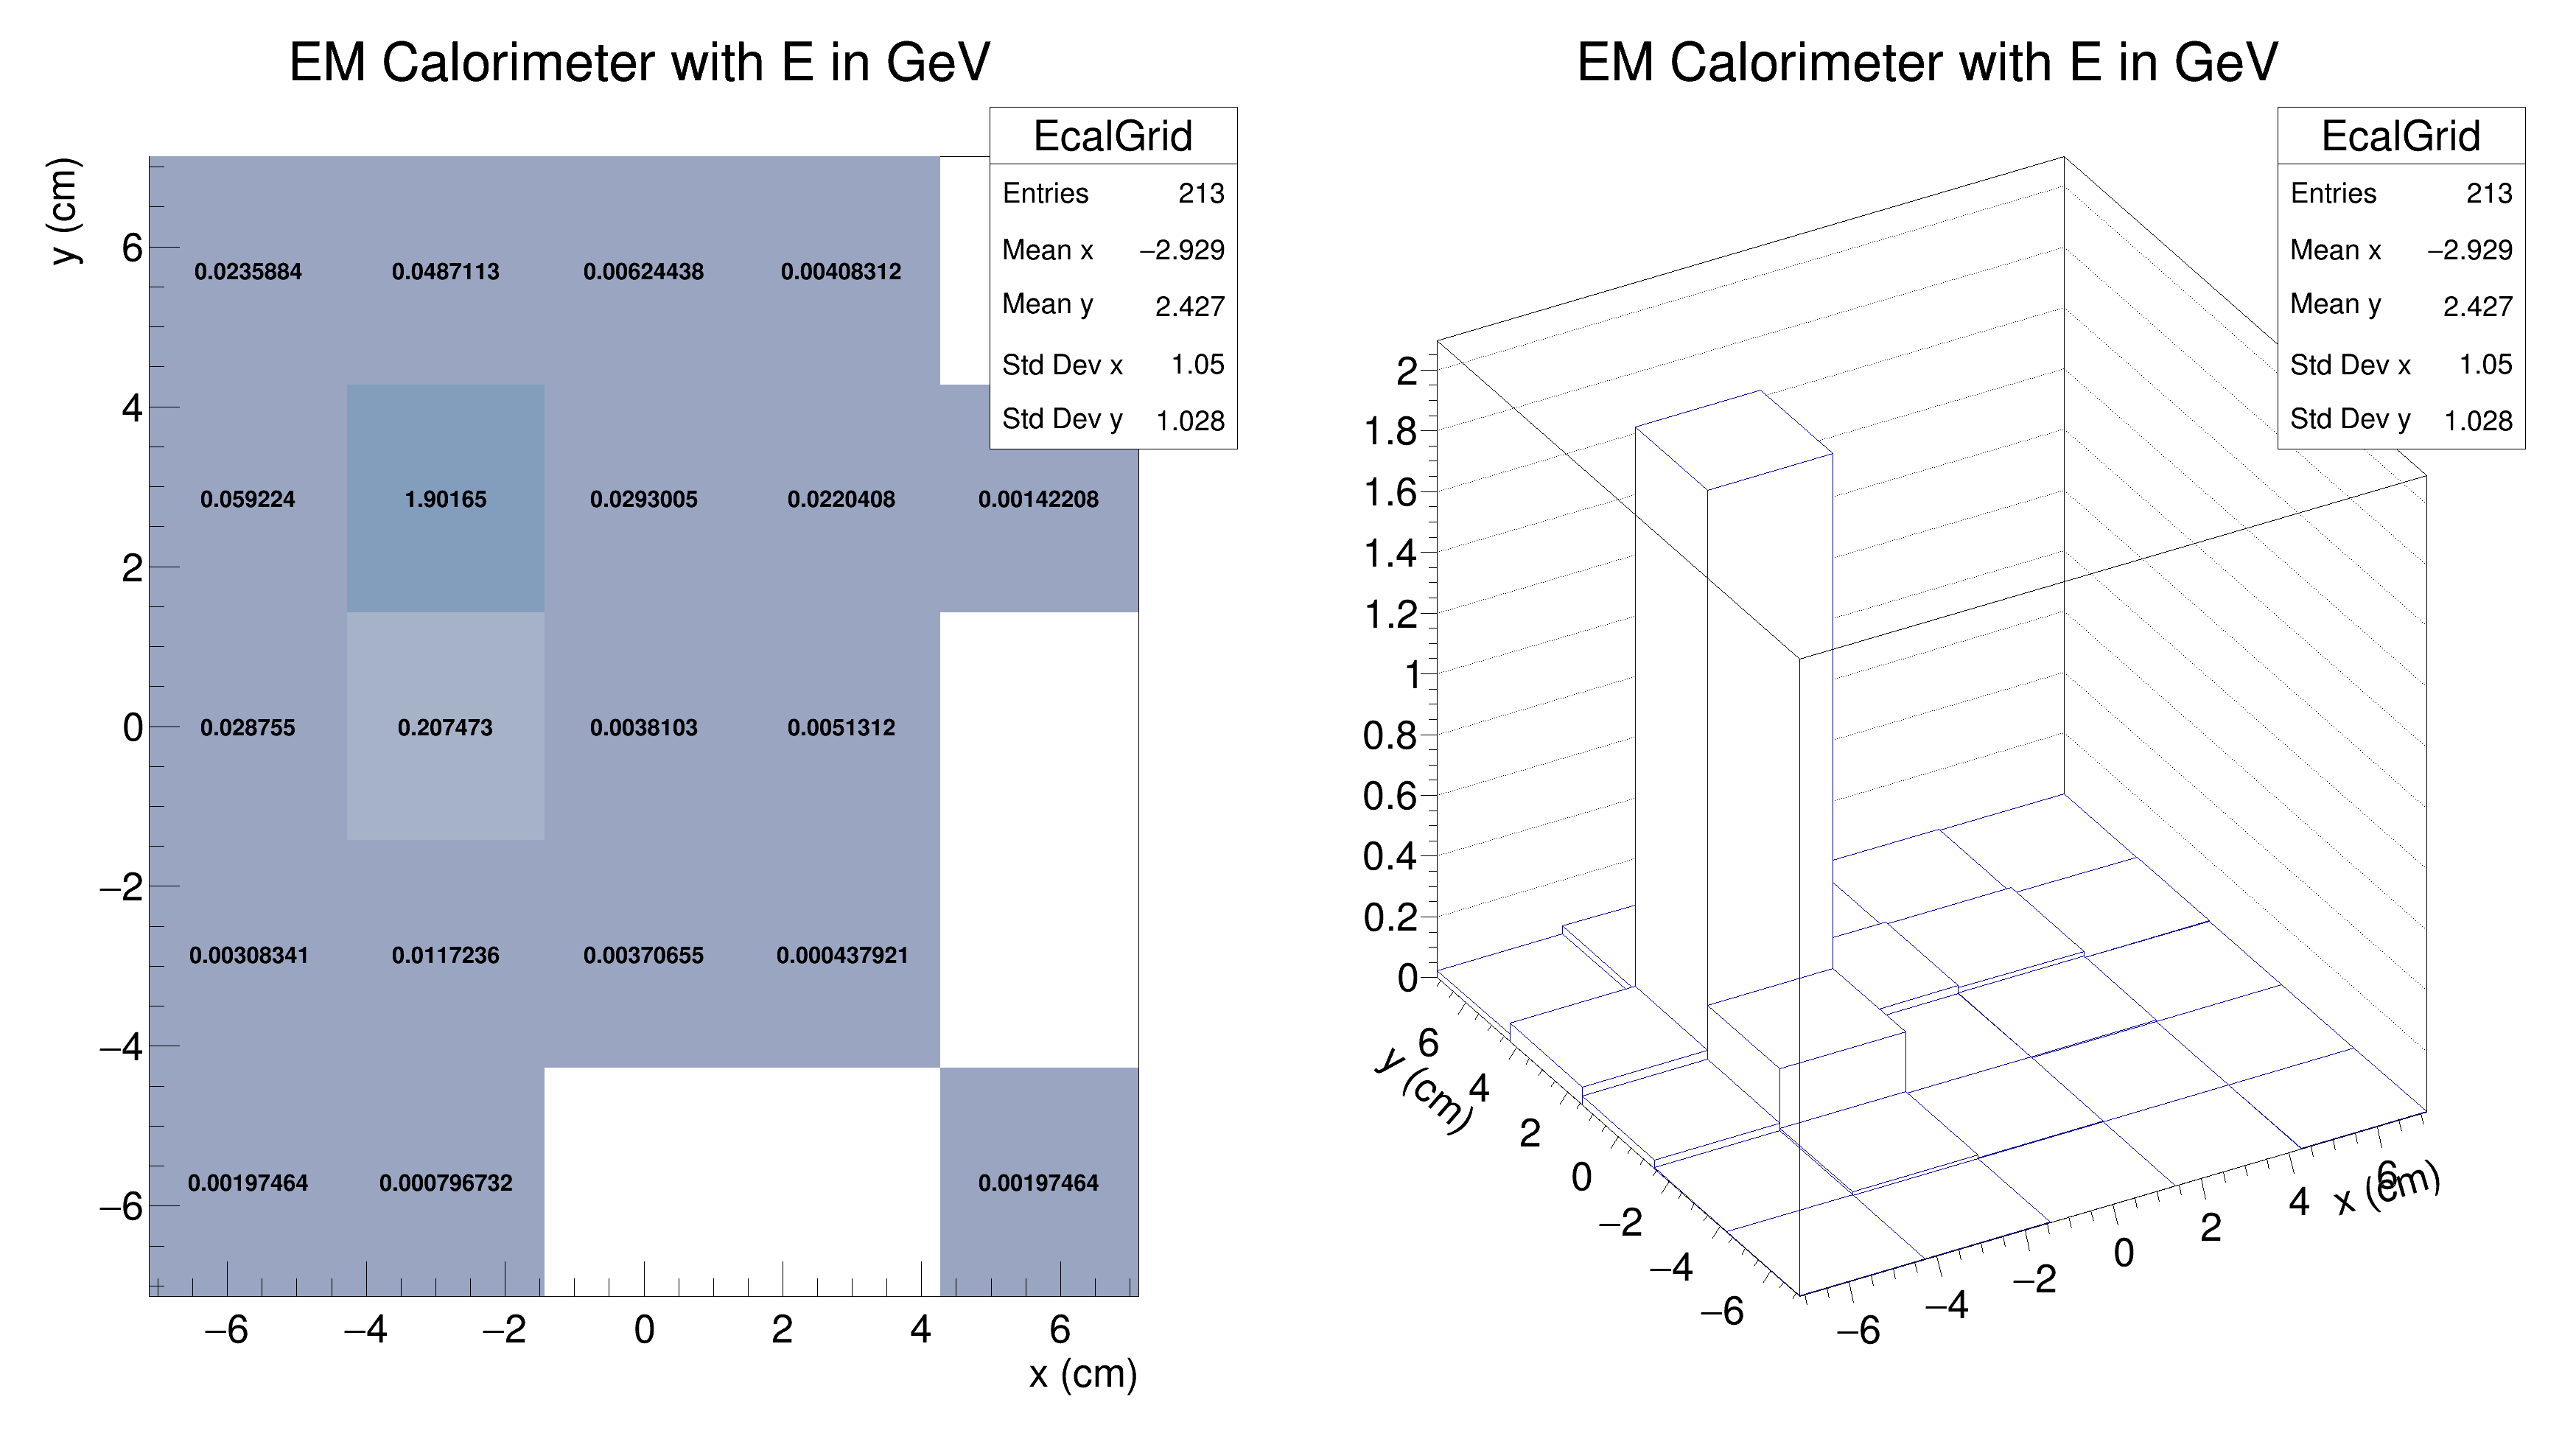 EM Calorimeter with E in GeV
EcalGrid
Entries 213
Mean x −2.929
Mean y 2.427
Std Dev x 1.05
Std Dev y 1.028
y (cm)
6
4
2
0
−2
−4
−6
0.0235884 0.0487113 0.00624438 0.00408312
0.059224 1.90165 0.0293005 0.0220408 0.00142208
0.028755 0.207473 0.0038103 0.0051312
0.00308341 0.0117236 0.00370655 0.000437921
0.00197464 0.000796732 0.00197464
−6 −4 −2 0 2 4 6
x (cm)
EM Calorimeter with E in GeV
EcalGrid
Entries 213
Mean x −2.929
Mean y 2.427
Std Dev x 1.05
Std Dev y 1.028
2
1.8
1.6
1.4
1.2
1
0.8
0.6
0.4
0.2
0
y (cm)
6
4
2
0
−2
−4
−6
−6 −4 −2 0 2 4 6
x (cm)